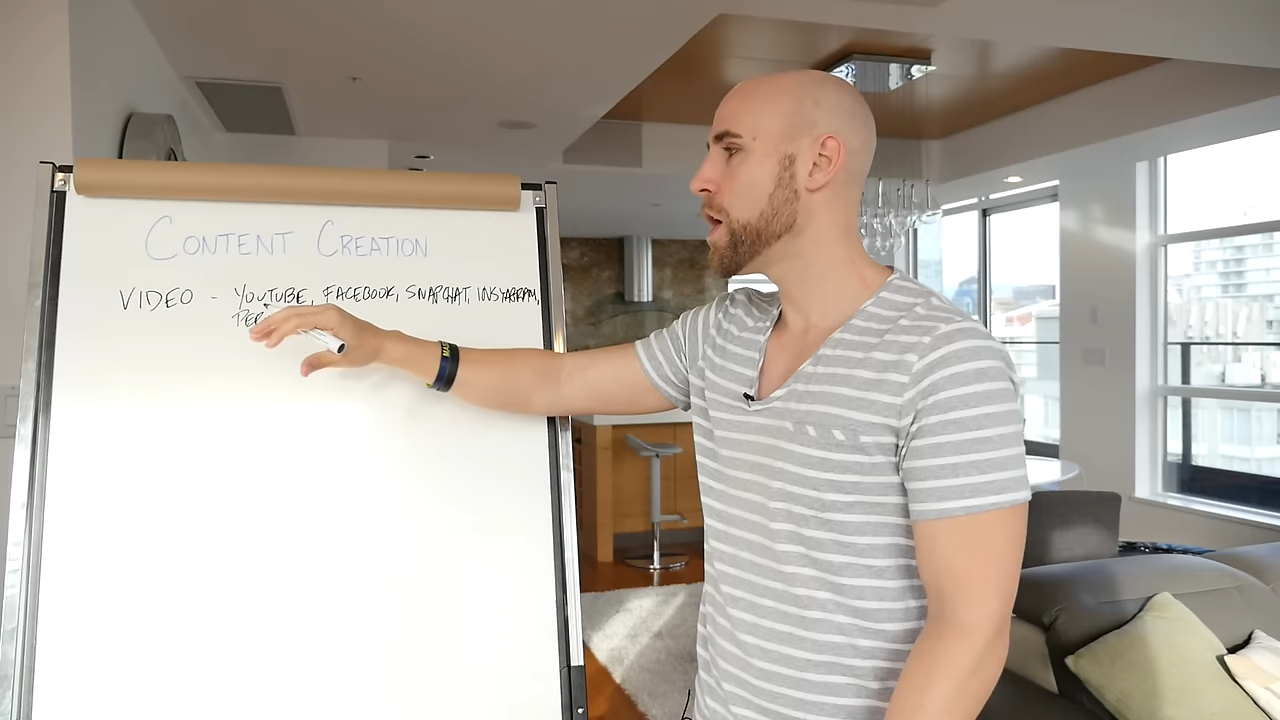 CONTENT CREATION
VIDEO - YOUTUBE, FACEBOOK, SNAPCHAT, INSTAGRAM,